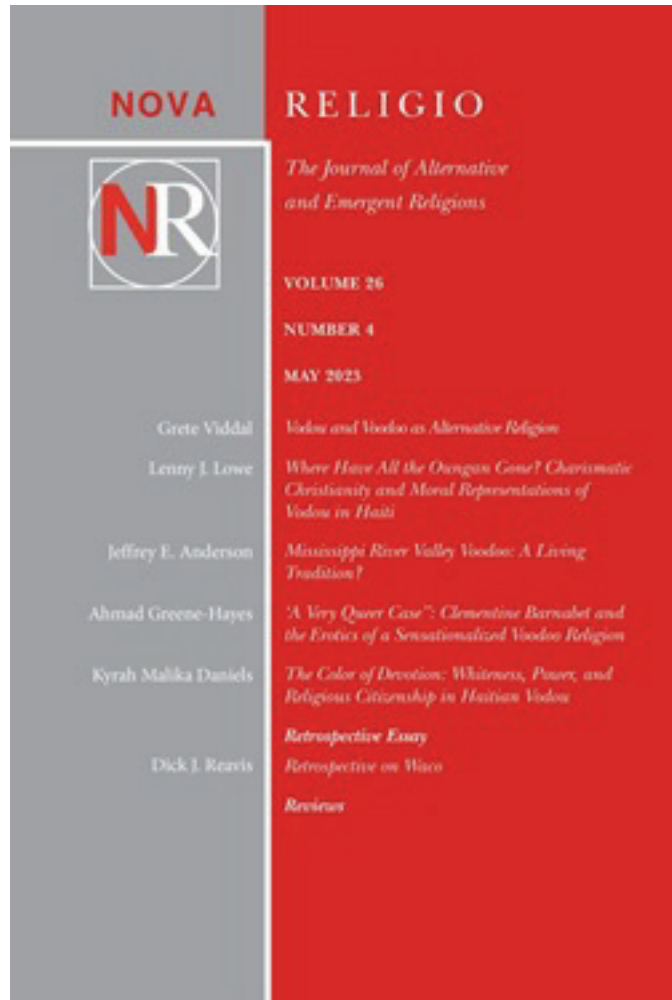 NOVA RELIGIO
NR
The Journal of Alternative
and Emergent Religions
VOLUME 26
NUMBER 4
MAY 2023
Grete Viddal Vodou and Voodoo as Alternative Religion
Lenny J. Lowe Where Have All the Oungan Gone? Charismatic
Christianity and Moral Representations of
Vodou in Haiti
Jeffrey E. Anderson Mississippi River Valley Voodoo: A Living
Tradition?
Ahmad Greene-Hayes 'A Very Queer Case": Clementine Barnabet and
the Erotics of a Sensationalized Voodoo Religion
Kyrah Malika Daniels The Color of Devotion: Whiteness, Power, and
Religious Citizenship in Haitian Vodou
Retrospective Essay
Dick J. Reavis Retrospective on Waco
Reviews